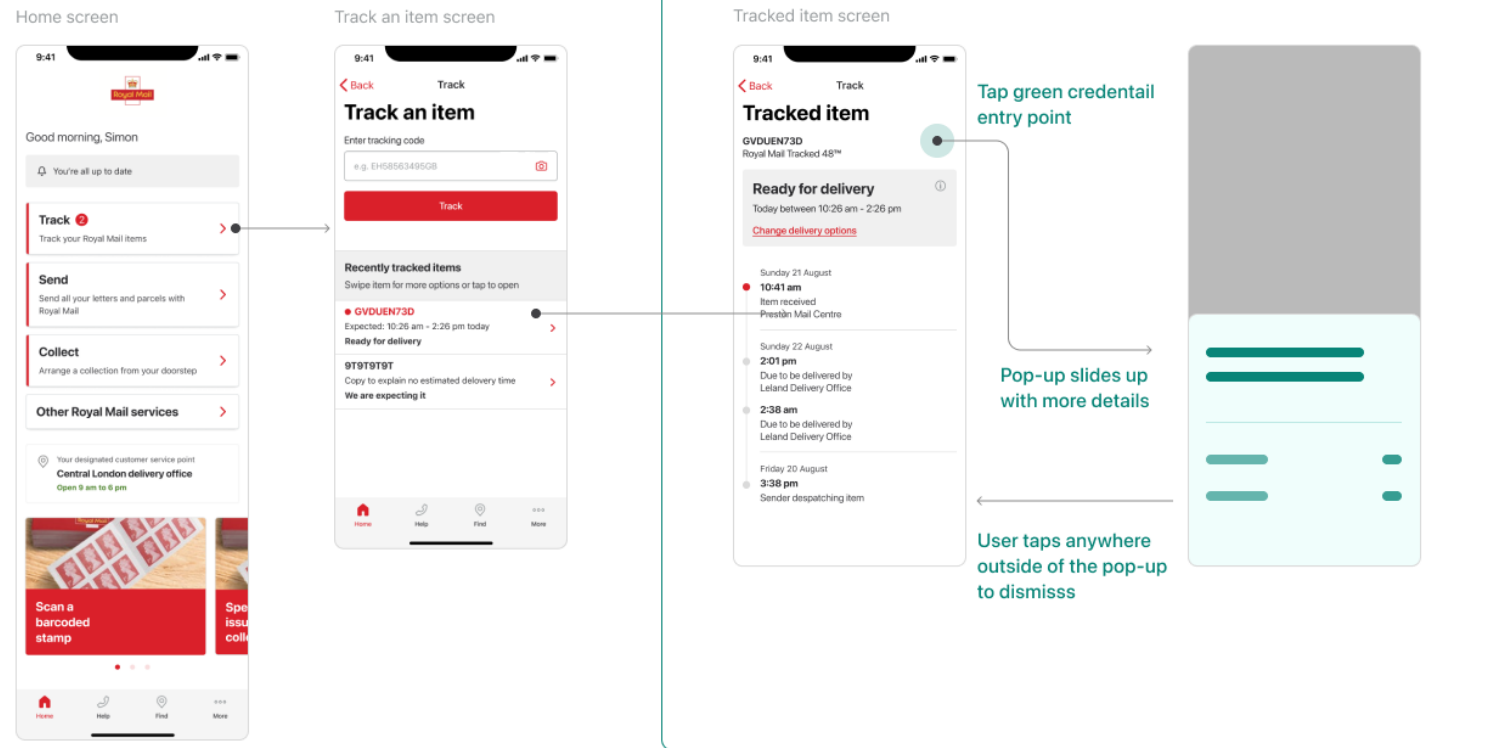 Home screen
9:41
Royal Mail
Good morning, Simon
You're all up to date
Track 2
Track your Royal Mail items
Send
Send all your letters and parcels with
Royal Mail
Collect
Arrange a collection from your doorstep
Other Royal Mail services
Your designated customer service point
Central London delivery office
Open 9 am to 6 pm
Scan a
barcoded
stamp
Spe
issu
coll
Home
Help
Find
More
Track an item screen
9:41
Back
Track
Track an item
Enter tracking code
e.g. EH58563495GB
Track
Recently tracked items
Swipe item for more options or tap to open
GVDUEN73D
Expected: 10:26 am - 2:26 pm today
Ready for delivery
9T9T9T9T
Copy to explain no estimated delovery time
We are expecting it
Home
Help
Find
More
Tracked item screen
9:41
Back
Track
Tracked item
GVDUEN73D
Royal Mail Tracked 48™
Ready for delivery
Today between 10:26 am - 2:26 pm
Change delivery options
Sunday 21 August
10:41 am
Item received
Preston Mail Centre
Sunday 22 August
2:01 pm
Due to be delivered by
Leland Delivery Office
2:38 am
Due to be delivered by
Leland Delivery Office
Friday 20 August
3:38 pm
Sender despatching item
Tap green credentail
entry point
Pop-up slides up
with more details
User taps anywhere
outside of the pop-up
to dismisss